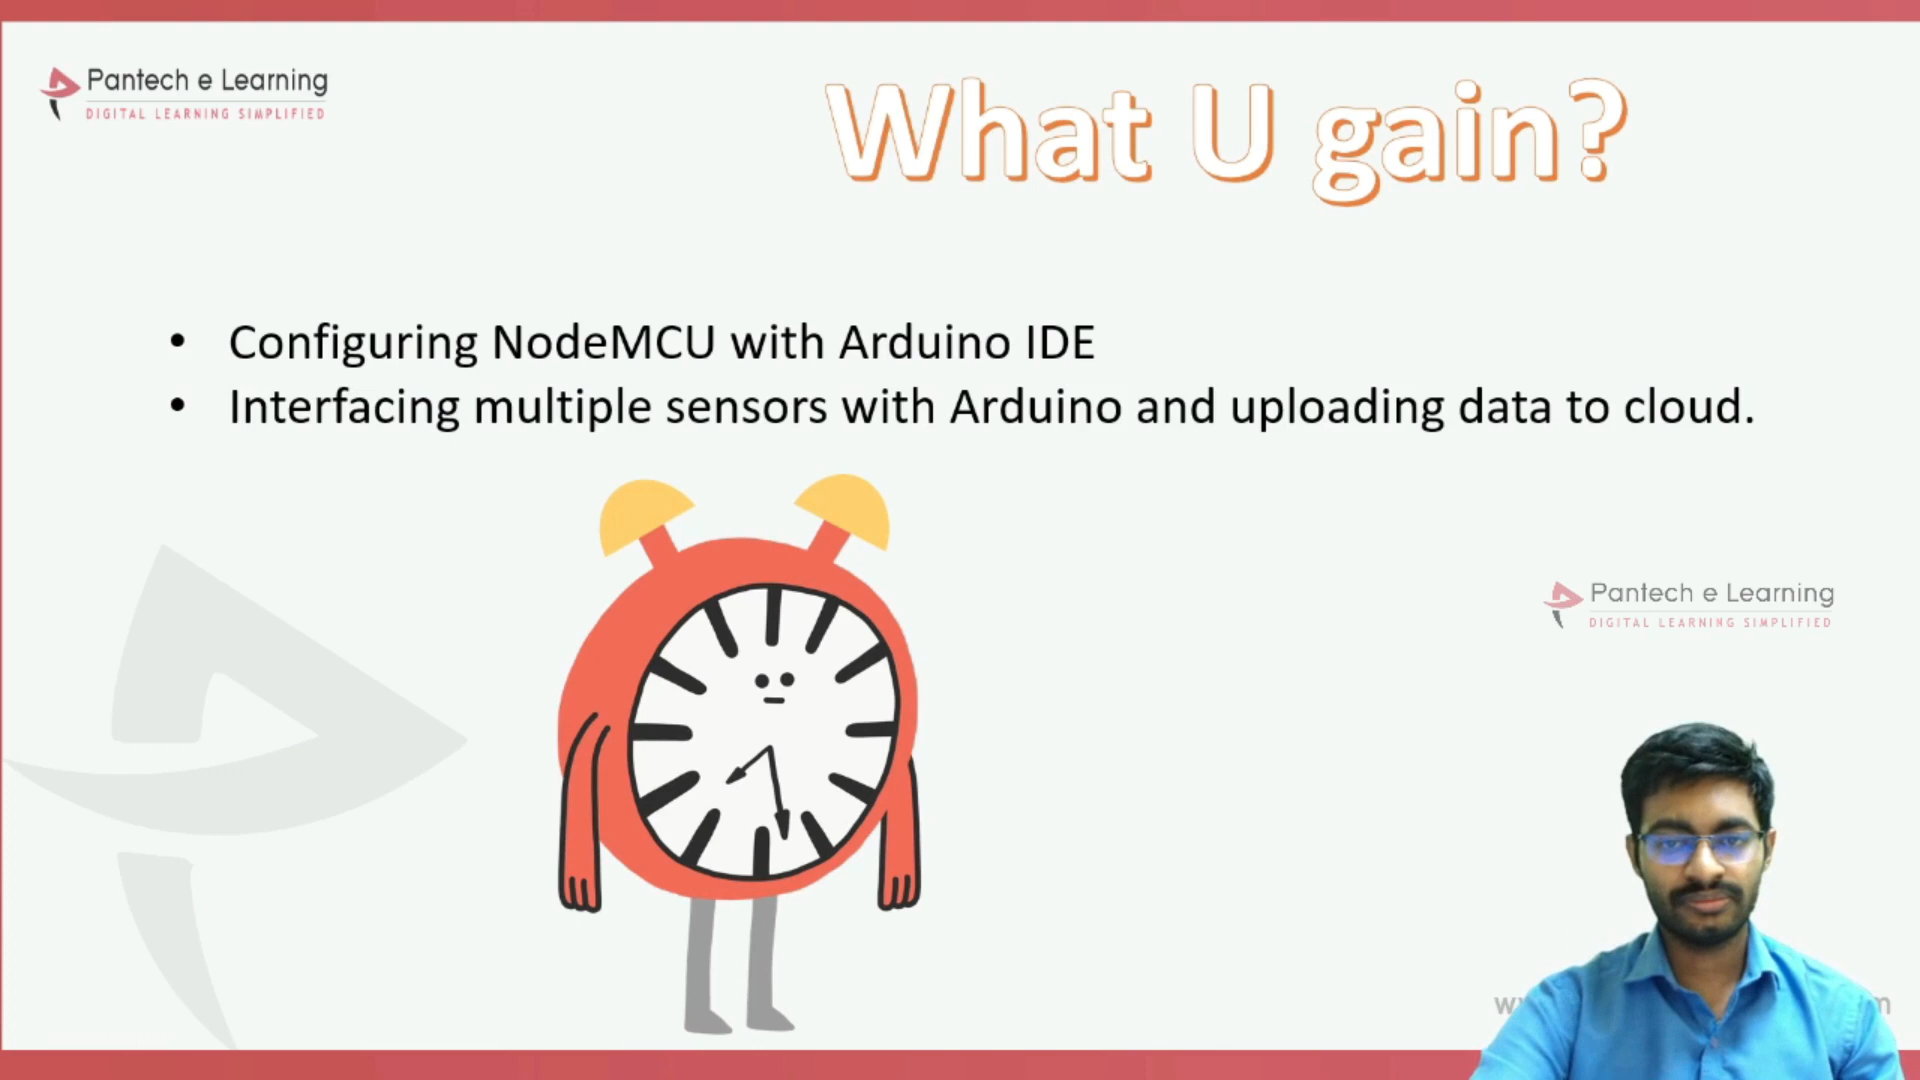 Pantech e Learning
DIGITAL LEARNING SIMPLIFIED
What U gain?
• Configuring NodeMCU with Arduino IDE
• Interfacing multiple sensors with Arduino and uploading data to cloud.
Pantech e Learning
DIGITAL LEARNING SIMPLIFIED